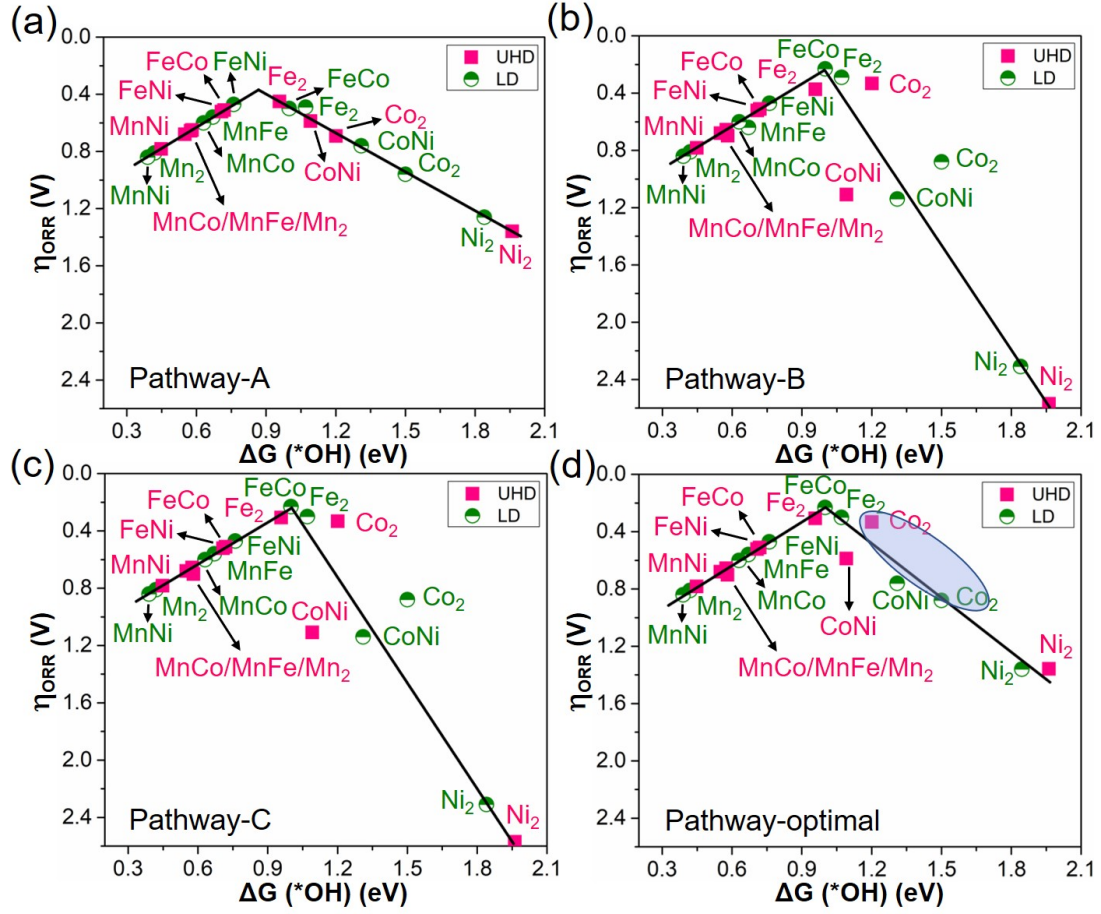 (a)
0.0
0.4
0.8
1.2
1.6
2.0
2.4
ηORR (V)
UHD
LD
FeCo
FeNi
Fe2
FeCo
FeNi
Fe2
MnNi
MnFe
Co2
CoNi
Mn2
MnCo
CoNi
Co2
MnNi
MnCo/MnFe/Mn2
Ni2
Ni2
Pathway-A
0.3 0.6 0.9 1.2 1.5 1.8 2.1
ΔG (*OH) (eV)
(b)
0.0
0.4
0.8
1.2
1.6
2.0
2.4
ηORR (V)
UHD
LD
FeCo
FeCo
Fe2
Fe2
Co2
FeNi
FeNi
MnNi
MnFe
Mn2
MnCo
Co2
CoNi
MnNi
CoNi
MnCo/MnFe/Mn2
Ni2
Ni2
Pathway-B
0.3 0.6 0.9 1.2 1.5 1.8 2.1
ΔG (*OH) (eV)
(c)
0.0
0.4
0.8
1.2
1.6
2.0
2.4
ηORR (V)
UHD
LD
FeCo
FeCo
Fe2
Fe2
Co2
FeNi
FeNi
MnNi
MnFe
Mn2
MnCo
Co2
CoNi
MnNi
CoNi
MnCo/MnFe/Mn2
Ni2
Ni2
Pathway-C
0.3 0.6 0.9 1.2 1.5 1.8 2.1
ΔG (*OH) (eV)
(d)
0.0
0.4
0.8
1.2
1.6
2.0
2.4
ηORR (V)
UHD
LD
FeCo
FeCo
Fe2
Fe2
Co2
FeNi
FeNi
MnNi
MnFe
Mn2
MnCo
CoNi
Co2
MnNi
CoNi
MnCo/MnFe/Mn2
Ni2
Ni2
Pathway-optimal
0.3 0.6 0.9 1.2 1.5 1.8 2.1
ΔG (*OH) (eV)